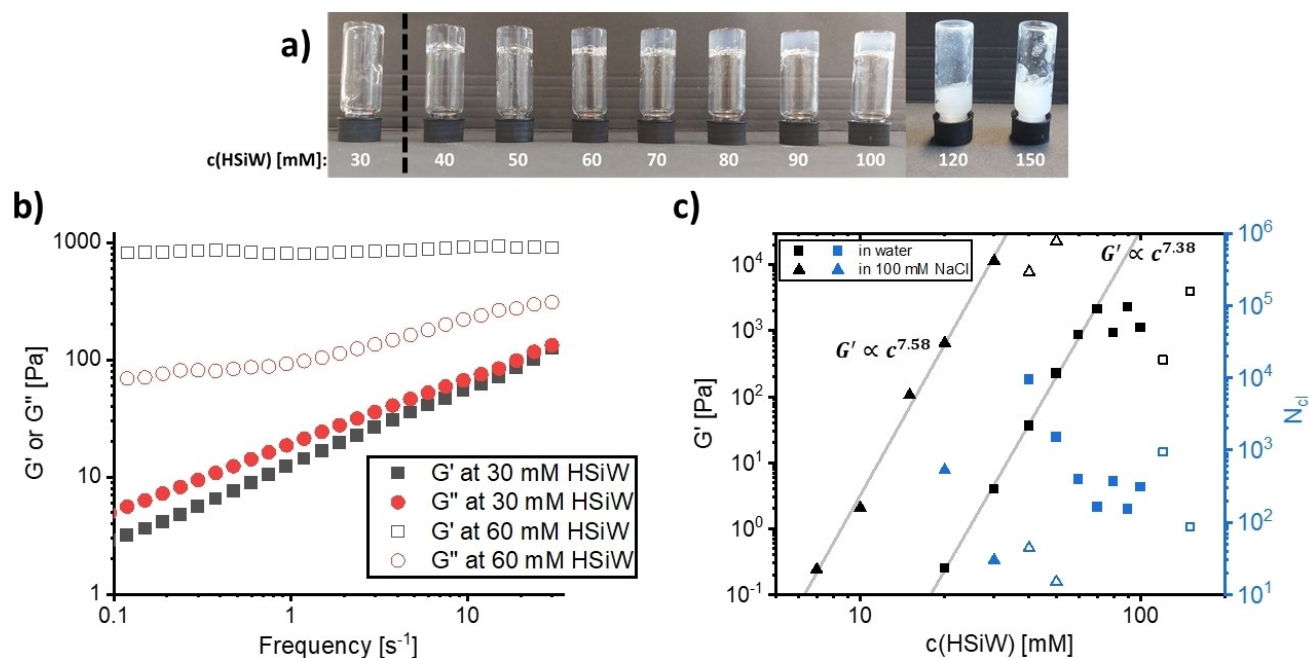 a)
c(HSiW) [mM]: 30 40 50 60 70 80 90 100 120 150
b)
1000
100
10
1
G' or G" [Pa]
0.1 1 10
Frequency [s⁻¹]
G' at 30 mM HSiW
G" at 30 mM HSiW
G' at 60 mM HSiW
G" at 60 mM HSiW
c)
in water
in 100 mM NaCl
G' ∝ c^7.38
G' ∝ c^7.58
10⁴
10³
10²
10¹
10⁰
10⁻¹
G' [Pa]
10 100
c(HSiW) [mM]
10⁶
10⁵
10⁴
10³
10²
10¹
N_cl